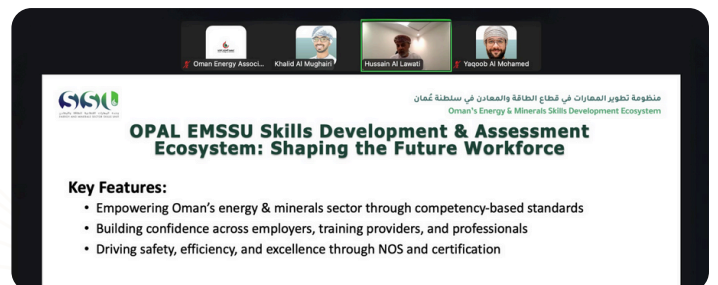 Oman Energy Associ...
Khalid Al Mughairi
Hussain Al Lawati
Yaqoob Al Mohamed
SSU
منظومة تطوير المهارات في قطاع الطاقة والمعادن في سلطنة عُمان
Oman's Energy & Minerals Skills Development Ecosystem
OPAL EMSSU Skills Development & Assessment
Ecosystem: Shaping the Future Workforce
Key Features:
• Empowering Oman's energy & minerals sector through competency-based standards
• Building confidence across employers, training providers, and professionals
• Driving safety, efficiency, and excellence through NOS and certification